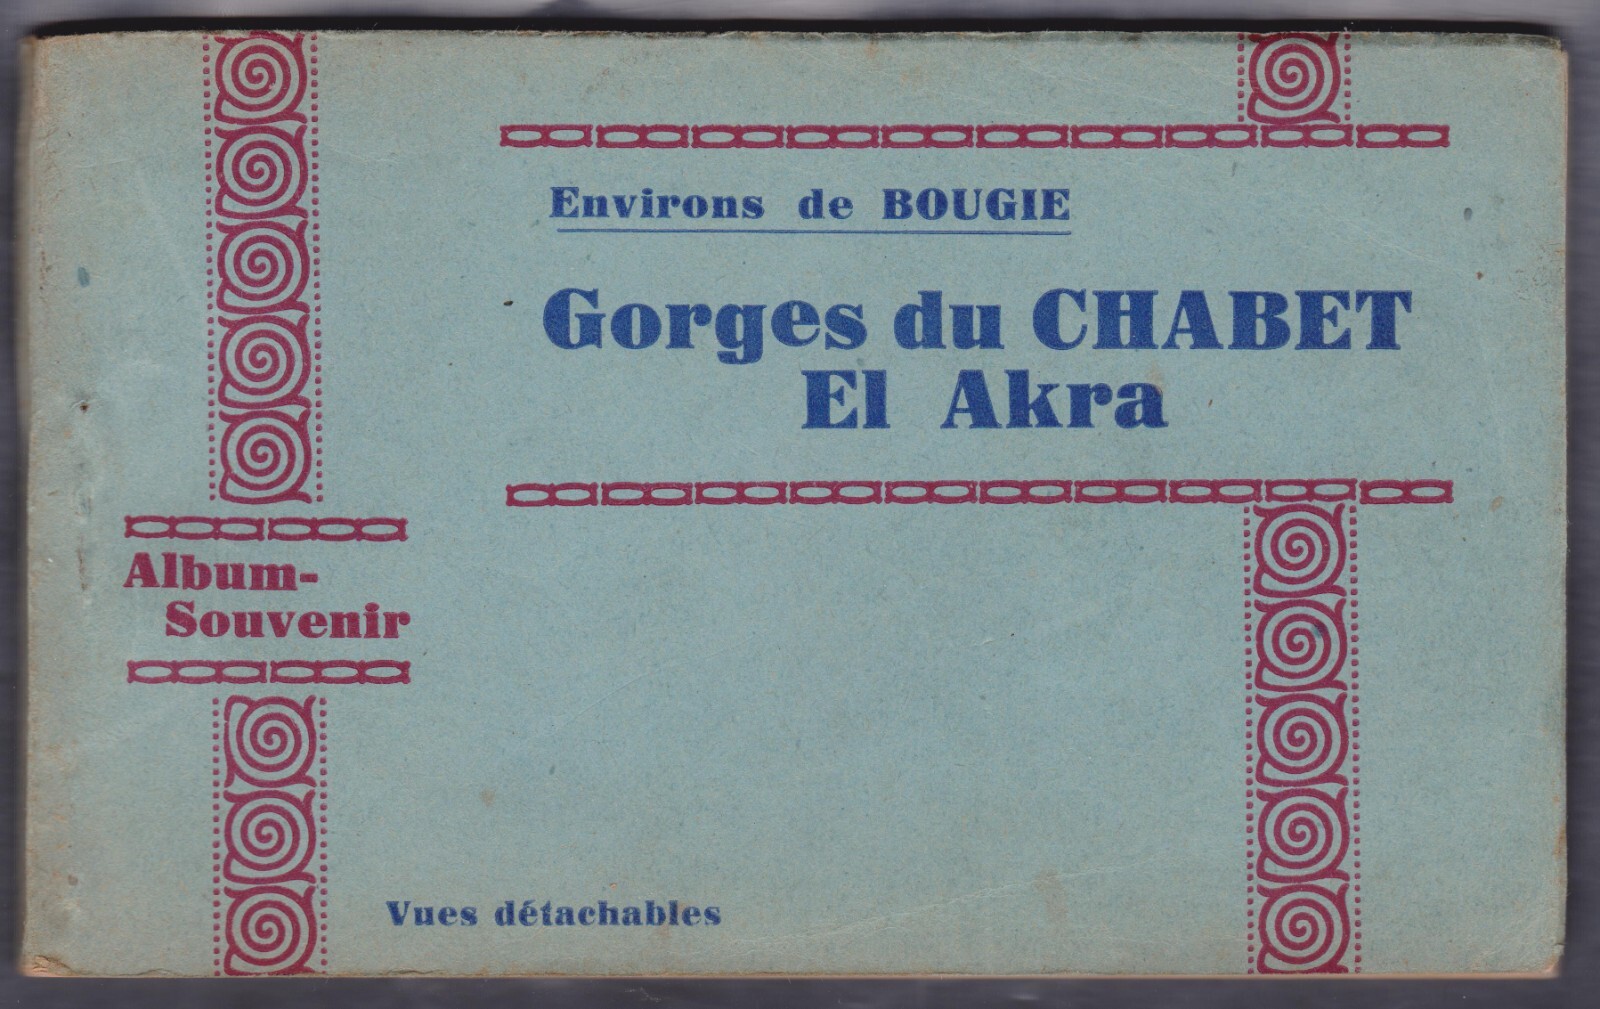 Environs de BOUGIE
Gorges du CHABET
El Akra
Album-
Souvenir
Vues détachables